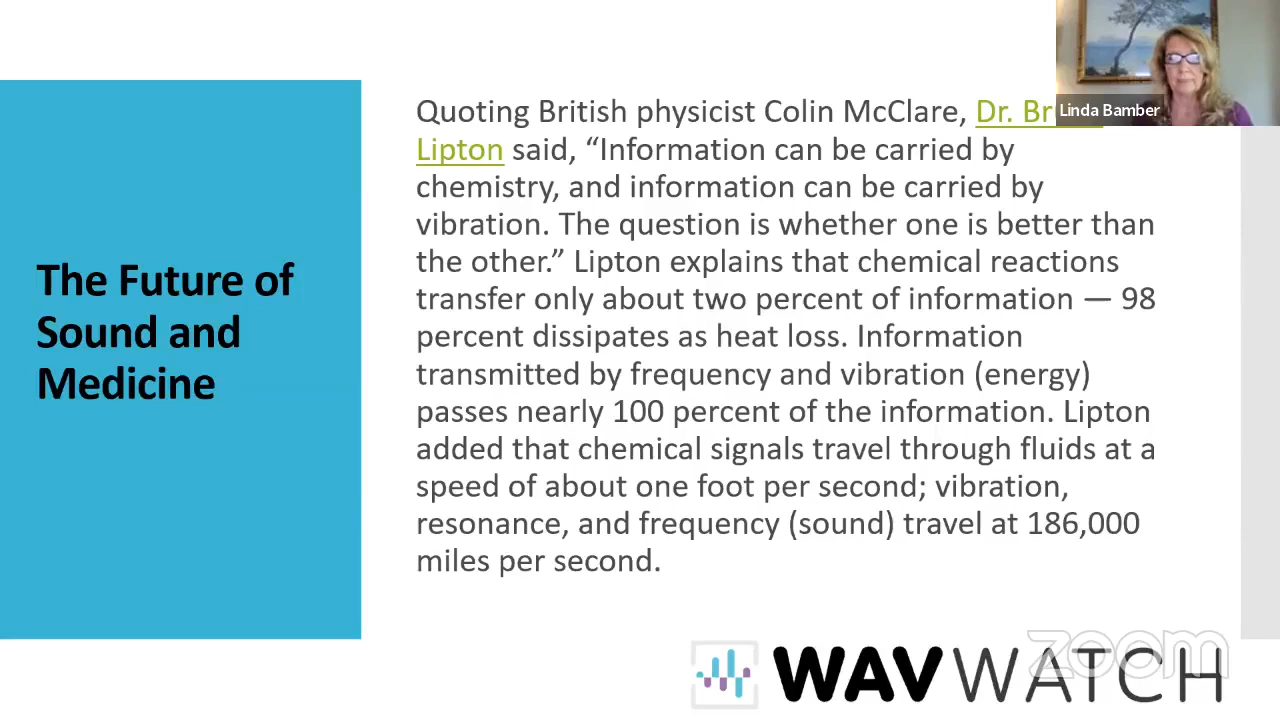 Quoting British physicist Colin McClare, Dr.
Linda Bamber
Lipton said, “Information can be carried by
chemistry, and information can be carried by
vibration. The question is whether one is better than
the other.” Lipton explains that chemical reactions
transfer only about two percent of information — 98
percent dissipates as heat loss. Information
transmitted by frequency and vibration (energy)
passes nearly 100 percent of the information. Lipton
added that chemical signals travel through fluids at a
speed of about one foot per second; vibration,
resonance, and frequency (sound) travel at 186,000
miles per second.
The Future of
Sound and
Medicine
WAVWATCH
zoom